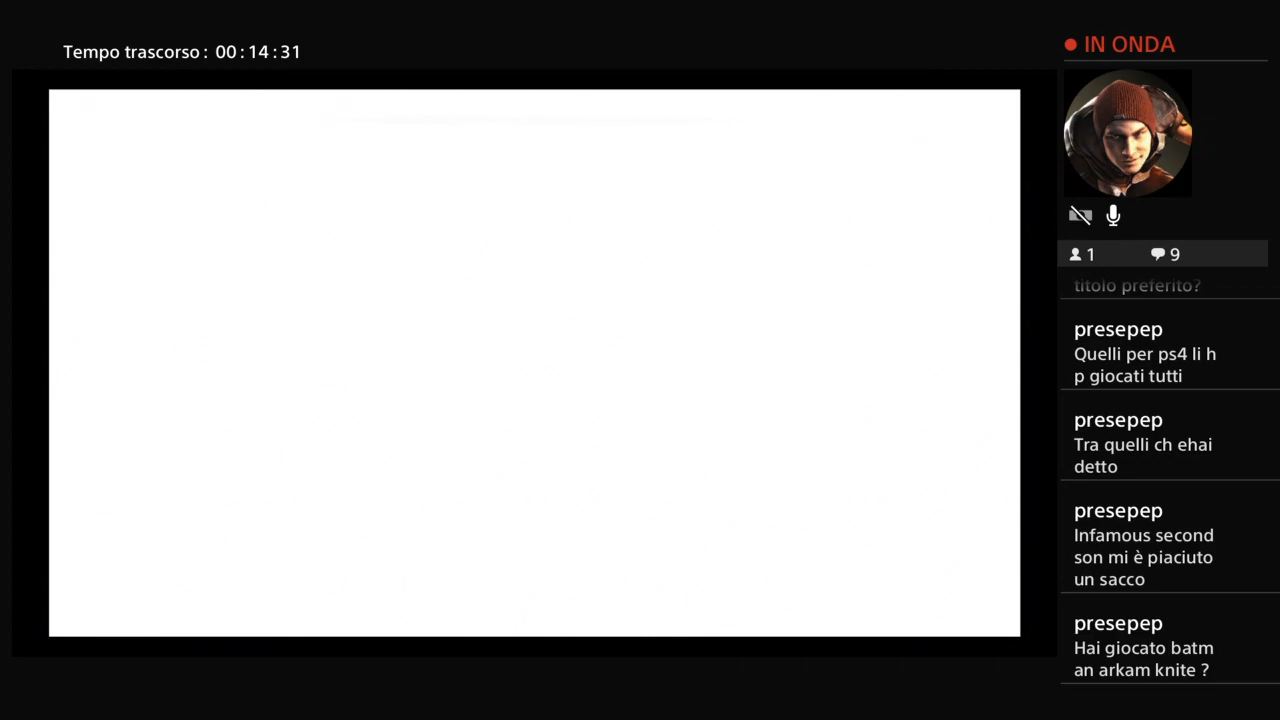 Tempo trascorso: 00:14:31
IN ONDA
1 9
titolo preferito?
presepep
Quelli per ps4 li h
p giocati tutti
presepep
Tra quelli ch ehai
detto
presepep
Infamous second
son mi è piaciuto
un sacco
presepep
Hai giocato batm
an arkam knite ?